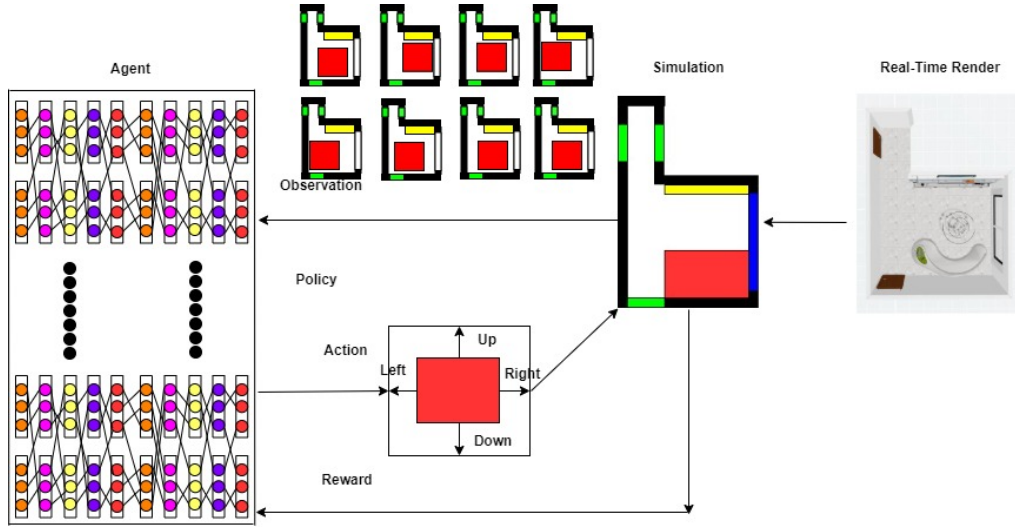 Agent
Simulation
Real-Time Render
Observation
Policy
Action
Up
Left
Right
Down
Reward